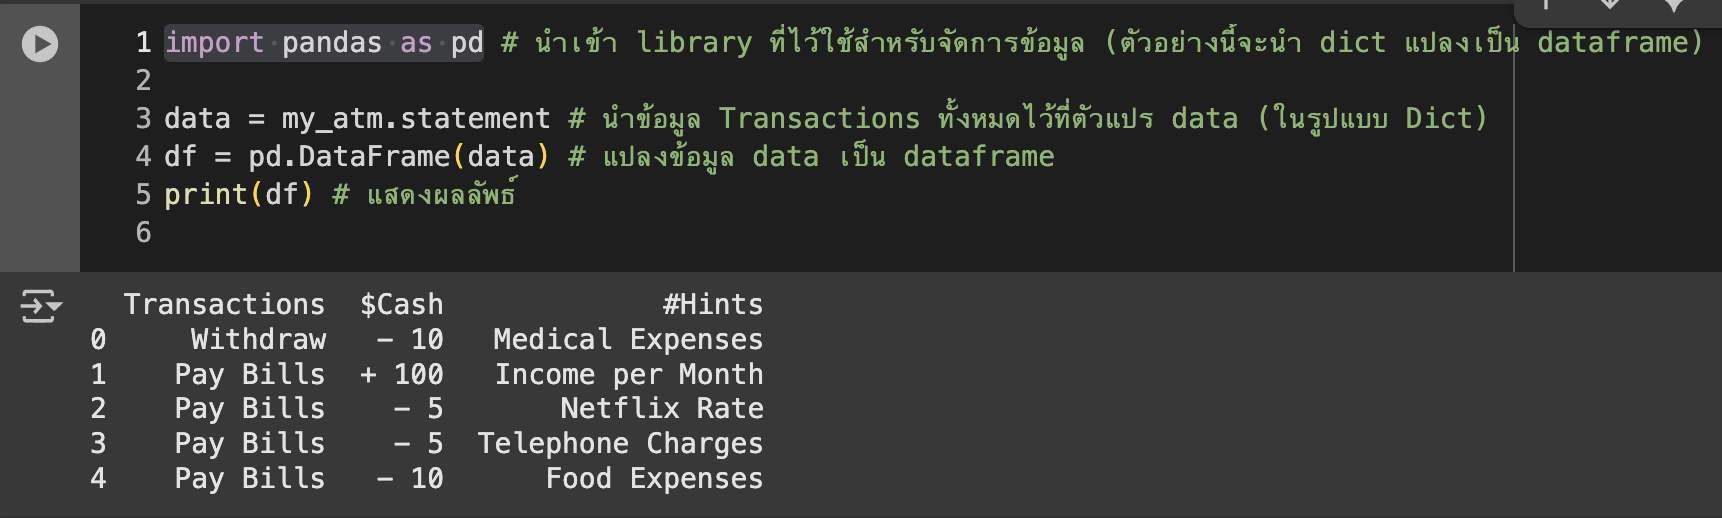 1 import pandas as pd # นำเข้า library ที่ไว้ใช้สำหรับจัดการข้อมูล (ตัวอย่างนี้จะนำ dict แปลงเป็น dataframe)
2
3 data = my_atm.statement # นำข้อมูล Transactions ทั้งหมดไว้ที่ตัวแปร data (ในรูปแบบ Dict)
4 df = pd.DataFrame(data) # แปลงข้อมูล data เป็น dataframe
5 print(df) # แสดงผลลัพธ์
6
Transactions $Cash #Hints
0 Withdraw - 10 Medical Expenses
1 Pay Bills + 100 Income per Month
2 Pay Bills - 5 Netflix Rate
3 Pay Bills - 5 Telephone Charges
4 Pay Bills - 10 Food Expenses